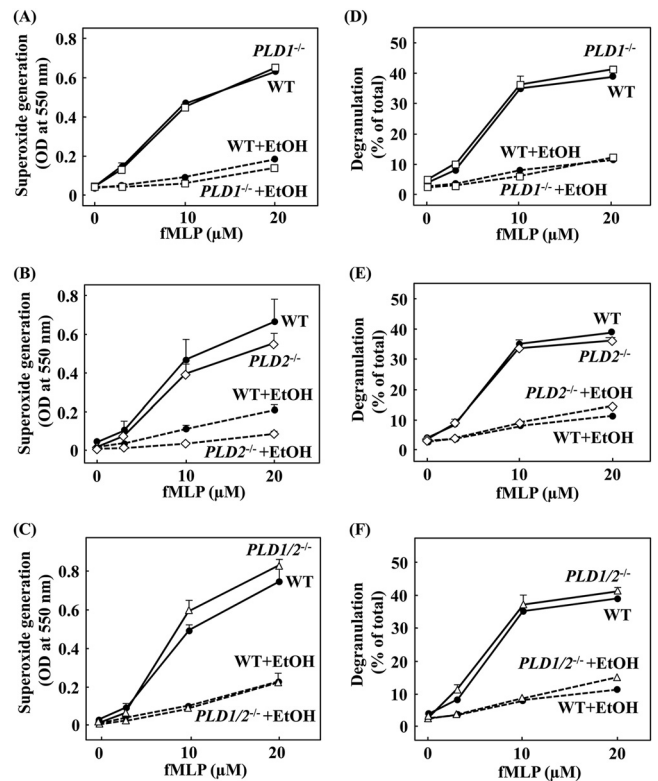 (A)
Superoxide generation
(OD at 550 nm)
0.8
0.6
0.4
0.2
0
PLD1-/-
WT
WT+EtOH
PLD1-/- +EtOH
0 10 20
fMLP (µM)
(D)
Degranulation
(% of total)
50
40
30
20
10
0
PLD1-/-
WT
WT+EtOH
PLD1-/- +EtOH
0 10 20
fMLP (µM)
(B)
Superoxide generation
(OD at 550 nm)
0.8
0.6
0.4
0.2
0
WT
PLD2-/-
WT+EtOH
PLD2-/- +EtOH
0 10 20
fMLP (µM)
(E)
Degranulation
(% of total)
50
40
30
20
10
0
WT
PLD2-/-
PLD2-/- +EtOH
WT+EtOH
0 10 20
fMLP (µM)
(C)
Superoxide generation
(OD at 550 nm)
0.8
0.6
0.4
0.2
0
PLD1/2-/-
WT
WT+EtOH
PLD1/2-/- +EtOH
0 10 20
fMLP (µM)
(F)
Degranulation
(% of total)
50
40
30
20
10
0
PLD1/2-/-
WT
PLD1/2-/- +EtOH
WT+EtOH
0 10 20
fMLP (µM)